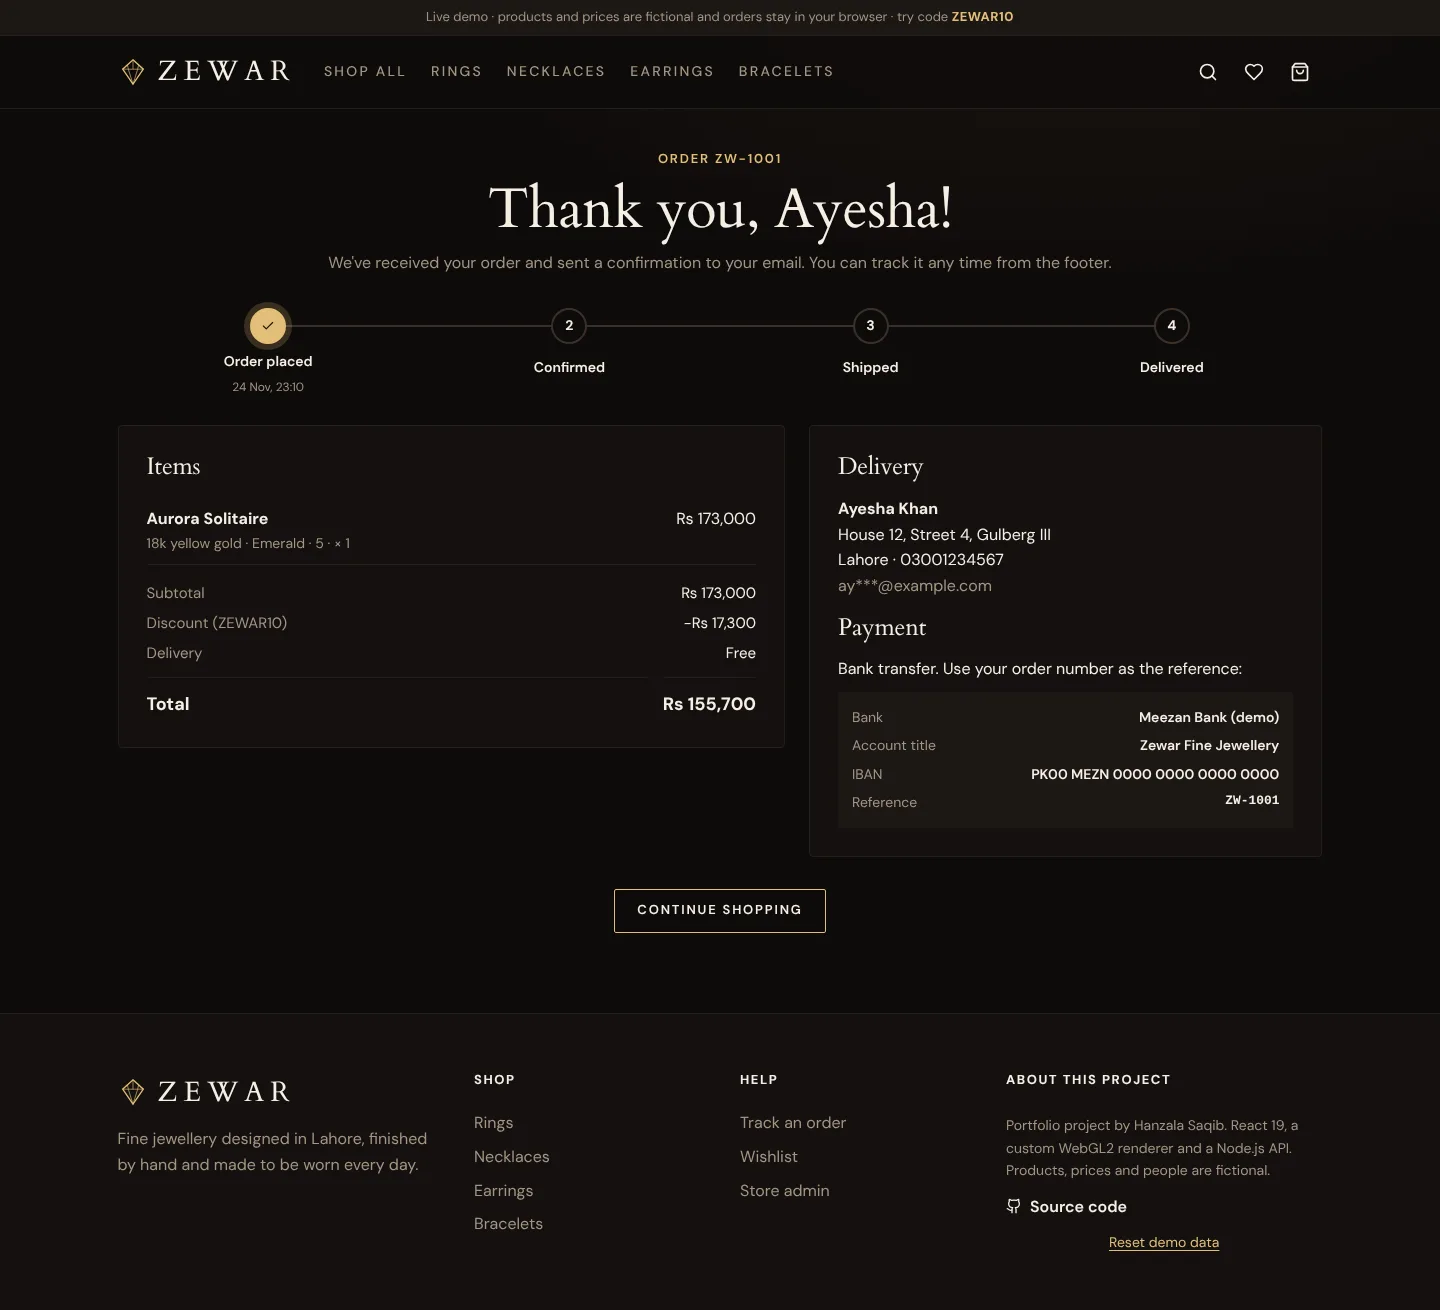 Live demo · products and prices are fictional and orders stay in your browser · try code ZEWAR10
ZEWAR
SHOP ALL
RINGS
NECKLACES
EARRINGS
BRACELETS
ORDER ZW-1001
Thank you, Ayesha!
We've received your order and sent a confirmation to your email. You can track it any time from the footer.
Order placed
24 Nov, 23:10
2
Confirmed
3
Shipped
4
Delivered
Items
Aurora Solitaire Rs 173,000
18k yellow gold · Emerald · 5 · × 1
Subtotal Rs 173,000
Discount (ZEWAR10) −Rs 17,300
Delivery Free
Total Rs 155,700
Delivery
Ayesha Khan
House 12, Street 4, Gulberg III
Lahore · 03001234567
ay***@example.com
Payment
Bank transfer. Use your order number as the reference:
Bank Meezan Bank (demo)
Account title Zewar Fine Jewellery
IBAN PK00 MEZN 0000 0000 0000 0000
Reference ZW-1001
CONTINUE SHOPPING
ZEWAR
Fine jewellery designed in Lahore, finished
by hand and made to be worn every day.
SHOP
Rings
Necklaces
Earrings
Bracelets
HELP
Track an order
Wishlist
Store admin
ABOUT THIS PROJECT
Portfolio project by Hanzala Saqib. React 19, a
custom WebGL2 renderer and a Node.js API.
Products, prices and people are fictional.
Source code
Reset demo data